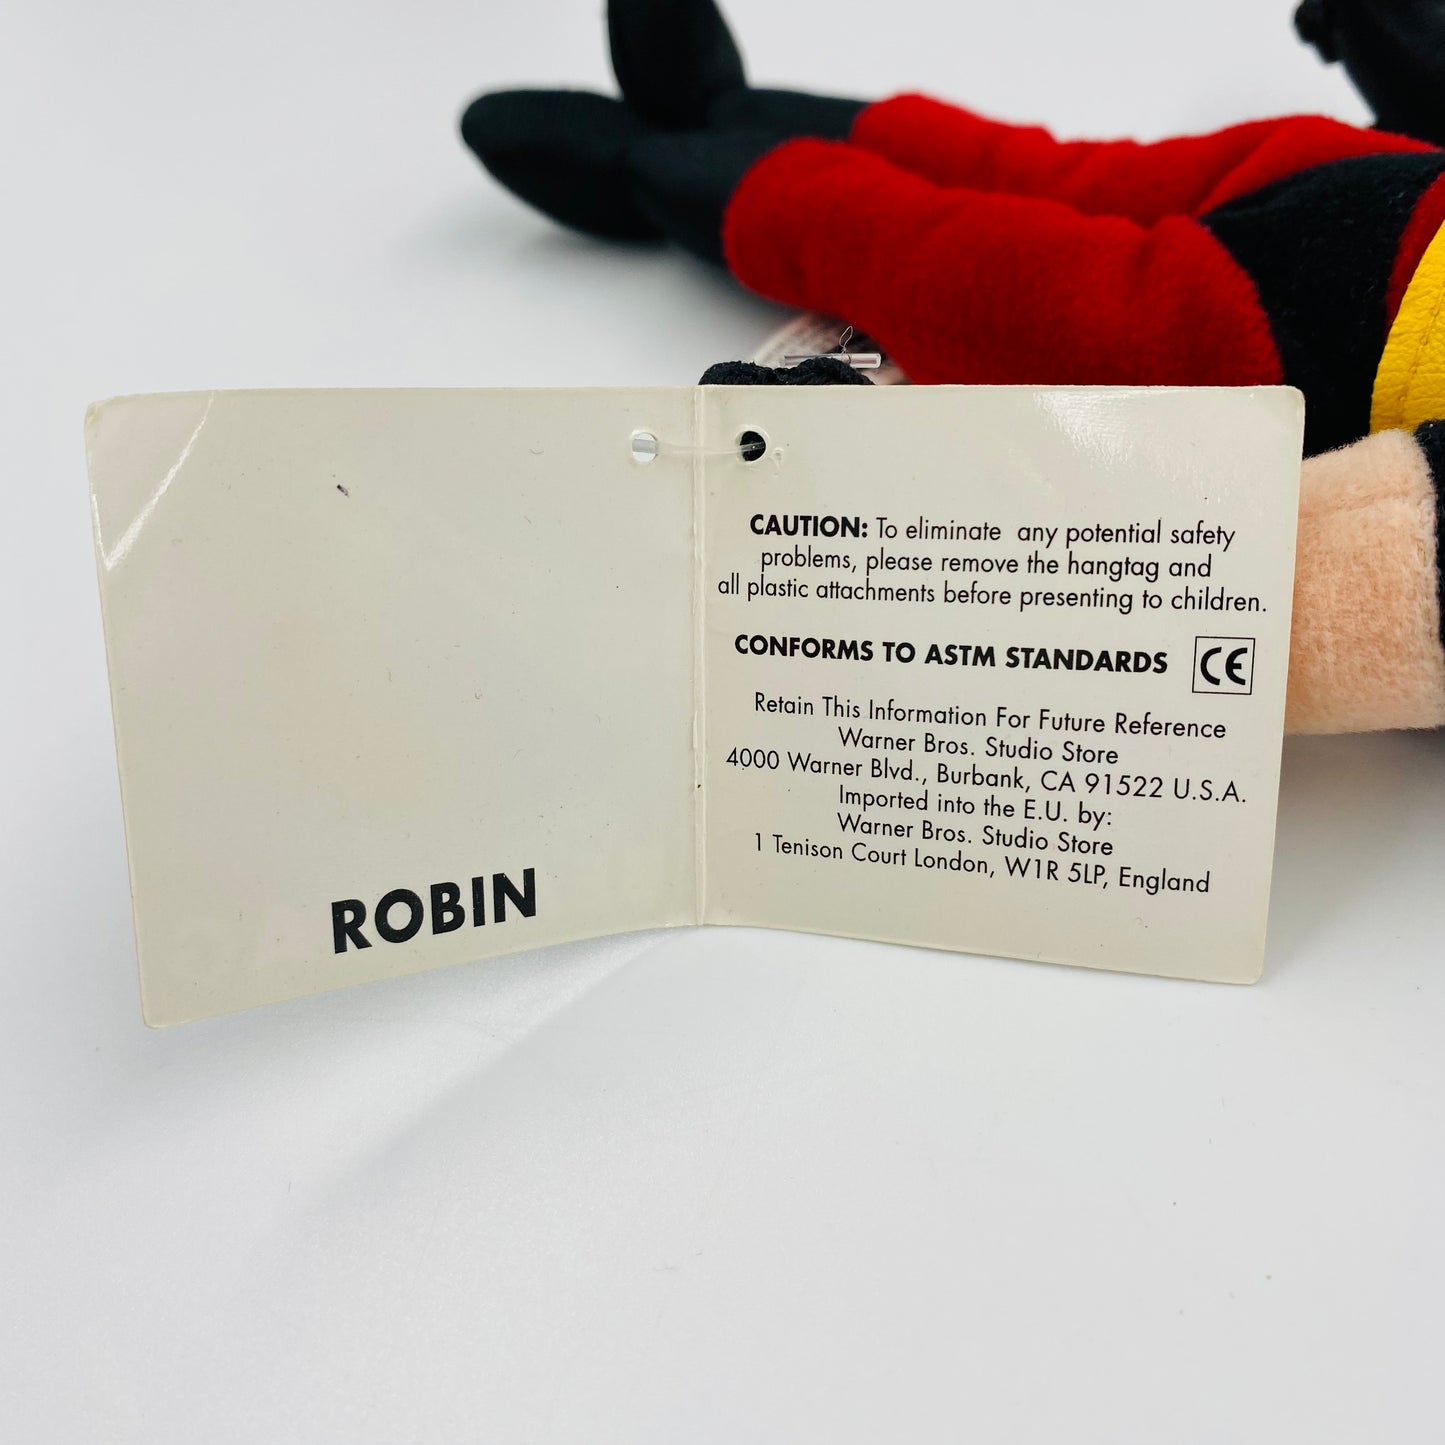 ROBIN
CAUTION: To eliminate any potential safety
problems, please remove the hangtag and
all plastic attachments before presenting to children.
CONFORMS TO ASTM STANDARDS CE
Retain This Information For Future Reference
Warner Bros. Studio Store
4000 Warner Blvd., Burbank, CA 91522 U.S.A.
Imported into the E.U. by:
Warner Bros. Studio Store
1 Tenison Court London, W1R 5LP, England